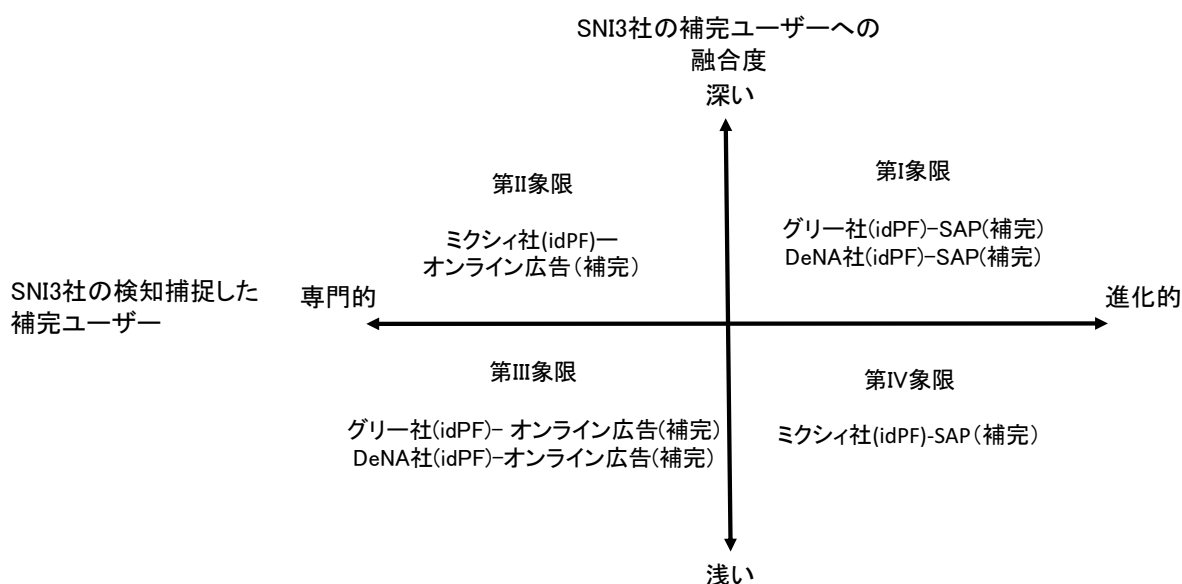 SNI3社の補完ユーザーへの
融合度
深い
第II象限
第I象限
ミクシィ社(idPF)ー
オンライン広告(補完)
グリー社(idPF)-SAP(補完)
DeNA社(idPF)-SAP(補完)
SNI3社の検知捕捉した
補完ユーザー
専門的
進化的
第III象限
第IV象限
グリー社(idPF)- オンライン広告(補完)
DeNA社(idPF)-オンライン広告(補完)
ミクシィ社(idPF)-SAP(補完)
浅い